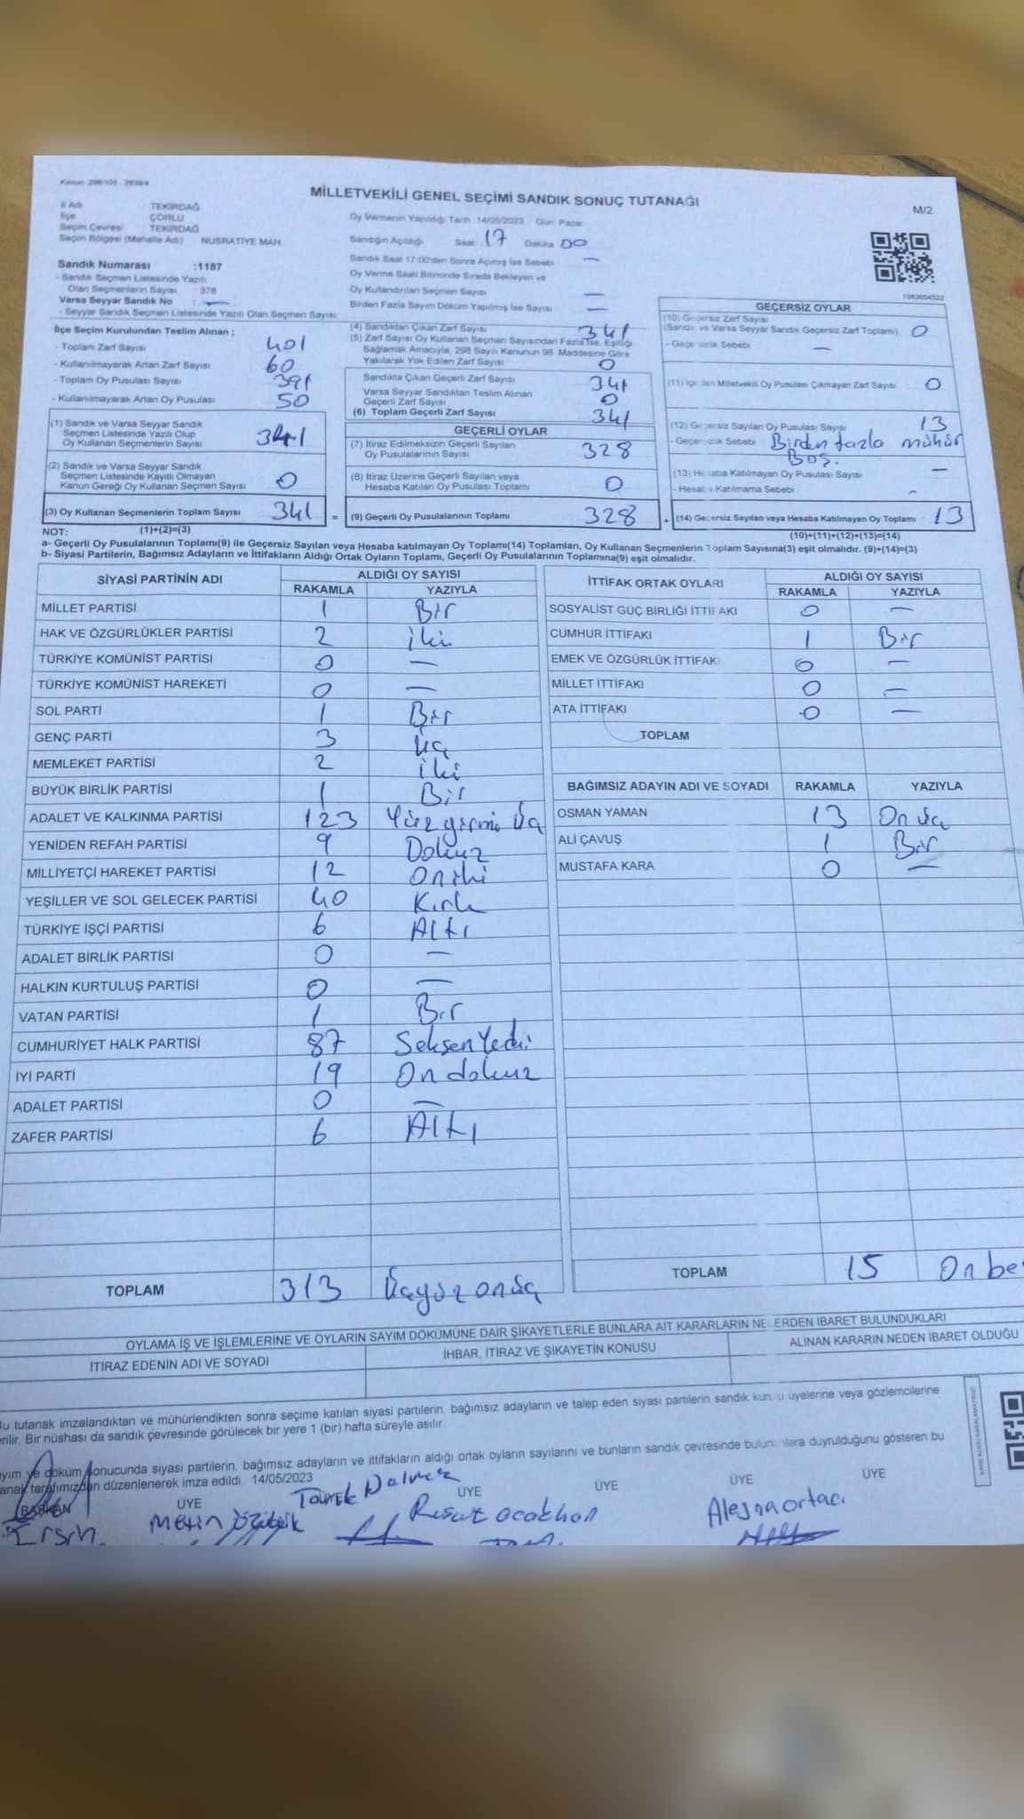 MİLLETVEKİLİ GENEL SEÇİMİ SANDIK SONUÇ TUTANAĞI
M/2
İl Adı TEKİRDAĞ
İlçe ÇORLU
Seçim Çevresi TEKİRDAĞ
Seçim Bölgesi (Mahalle Adı) NUSRATİYE MAH.
Oy Vermenin Yapıldığı Tarih 14/05/2023 Gün Pazar
Sandığın Açıldığı Saat 17 Dakika 00
Sandık Saat 17:00'den Sonra Açılmış İse Sebebi —
Oy Verme Saati Bitiminde Sırada Bekleyen ve
Oy Kullandırılan Seçmen Sayısı —
Birden Fazla Sayım Döküm Yapılmış İse Sayısı —
Sandık Numarası :1187
- Sandık Seçmen Listesinde Yazılı
Olan Seçmenlerin Sayısı 378
Varsa Seyyar Sandık No : —
- Seyyar Sandık Seçmen Listesinde Yazılı Olan Seçmen Sayısı
İlçe Seçim Kurulundan Teslim Alınan ;
- Toplam Zarf Sayısı 401
- Kullanılmayarak Artan Zarf Sayısı 60
- Toplam Oy Pusulası Sayısı 391
- Kullanılmayarak Artan Oy Pusulası 50
(1) Sandık ve Varsa Seyyar Sandık
Seçmen Listesinde Yazılı Olup
Oy Kullanan Seçmenlerin Sayısı 341
(2) Sandık ve Varsa Seyyar Sandık
Seçmen Listesinde Kayıtlı Olmayan
Kanun Gereği Oy Kullanan Seçmen Sayısı 0
(3) Oy Kullanan Seçmenlerin Toplam Sayısı 341
(1)+(2)=(3)
(4) Sandıktan Çıkan Zarf Sayısı 341
(5) Zarf Sayısı Oy Kullanan Seçmen Sayısından Fazla İse, Eşitliği
Sağlamak Amacıyla, 298 Sayılı Kanunun 98. Maddesine Göre
Yakılarak Yok Edilen Zarf Sayısı 0
Sandıkta Çıkan Geçerli Zarf Sayısı 341
Varsa Seyyar Sandıktan Teslim Alınan
Geçerli Zarf Sayısı 0
(6) Toplam Geçerli Zarf Sayısı 341
GEÇERLİ OYLAR
(7) İtiraz Edilmeksizin Geçerli Sayılan
Oy Pusulalarının Sayısı 328
(8) İtiraz Üzerine Geçerli Sayılan veya
Hesaba Katılan Oy Pusulası Toplamı 0
= (9) Geçerli Oy Pusulalarının Toplamı 328
GEÇERSİZ OYLAR
(10) Geçersiz Zarf Sayısı
(Sandık ve Varsa Seyyar Sandık Geçersiz Zarf Toplamı) 0
- Geçersizlik Sebebi —
(11) İçinden Milletvekili Oy Pusulası Çıkmayan Zarf Sayısı 0
(12) Geçersiz Sayılan Oy Pusulası Sayısı 13
- Geçersizlik Sebebi Birden fazla mühür
Boş.
(13) Hesaba Katılmayan Oy Pusulası Sayısı —
- Hesaba Katılmama Sebebi -
+ (14) Geçersiz Sayılan veya Hesaba Katılmayan Oy Toplamı 13
(10)+(11)+(12)+(13)=(14)
NOT:
a- Geçerli Oy Pusulalarının Toplamı(9) ile Geçersiz Sayılan veya Hesaba katılmayan Oy Toplamı(14) Toplamları, Oy Kullanan Seçmenlerin Toplam Sayısına(3) eşit olmalıdır. (9)+(14)=(3)
b- Siyasi Partilerin, Bağımsız Adayların ve İttifakların Aldığı Ortak Oyların Toplamı, Geçerli Oy Pusulalarının Toplamına(9) eşit olmalıdır.
SİYASİ PARTİNİN ADI ALDIĞI OY SAYISI
RAKAMLA YAZIYLA
MİLLET PARTİSİ 1 Bir
HAK VE ÖZGÜRLÜKLER PARTİSİ 2 iki
TÜRKİYE KOMÜNİST PARTİSİ 0 —
TÜRKİYE KOMÜNİST HAREKETİ 0 —
SOL PARTİ 1 Bir
GENÇ PARTİ 3 üç
MEMLEKET PARTİSİ 2 iki
BÜYÜK BİRLİK PARTİSİ 1 Bir
ADALET VE KALKINMA PARTİSİ 123 Yüz yirmi üç
YENİDEN REFAH PARTİSİ 9 Dokuz
MİLLİYETÇİ HAREKET PARTİSİ 12 Oniki
YEŞİLLER VE SOL GELECEK PARTİSİ 40 Kırk
TÜRKİYE İŞÇİ PARTİSİ 6 Altı
ADALET BİRLİK PARTİSİ 0 —
HALKIN KURTULUŞ PARTİSİ 0 —
VATAN PARTİSİ 1 Bir
CUMHURİYET HALK PARTİSİ 87 Seksen Yedi
İYİ PARTİ 19 On dokuz
ADALET PARTİSİ 0 —
ZAFER PARTİSİ 6 Altı
TOPLAM 313 Üçyüz onüç
İTTİFAK ORTAK OYLARI ALDIĞI OY SAYISI
RAKAMLA YAZIYLA
SOSYALİST GÜÇ BİRLİĞİ İTTİFAKI 0 —
CUMHUR İTTİFAKI 1 Bir
EMEK VE ÖZGÜRLÜK İTTİFAKI 0 —
MİLLET İTTİFAKI 0 —
ATA İTTİFAKI 0 —
TOPLAM
BAĞIMSIZ ADAYIN ADI VE SOYADI RAKAMLA YAZIYLA
OSMAN YAMAN 13 On üç
ALİ ÇAVUŞ 1 Bir
MUSTAFA KARA 0 —
TOPLAM 15 On be
OYLAMA İŞ VE İŞLEMLERİNE VE OYLARIN SAYIM DÖKÜMÜNE DAİR ŞİKAYETLERLE BUNLARA AİT KARARLARIN NELERDEN İBARET BULUNDUKLARI
İTİRAZ EDENİN ADI VE SOYADI İHBAR, İTİRAZ VE ŞİKAYETİN KONUSU ALINAN KARARIN NEDEN İBARET OLDUĞU
Bu tutanak imzalandıktan ve mühürlendikten sonra seçime katılan siyasi partilerin, bağımsız adayların ve talep eden siyasi partilerin sandık kurulu üyelerine veya gözlemcilerine
erilir. Bir nüshası da sandık çevresinde görülecek bir yere 1 (bir) hafta süreyle asılır.
ayım ve döküm sonucunda siyasi partilerin, bağımsız adayların ve ittifakların aldığı ortak oyların sayılarını ve bunların sandık çevresinde bulunanlara duyrulduğunu gösteren bu
anak tarafımızdan düzenlenerek imza edildi. 14/05/2023
BAŞKAN ÜYE ÜYE ÜYE ÜYE ÜYE
Ersin Metin